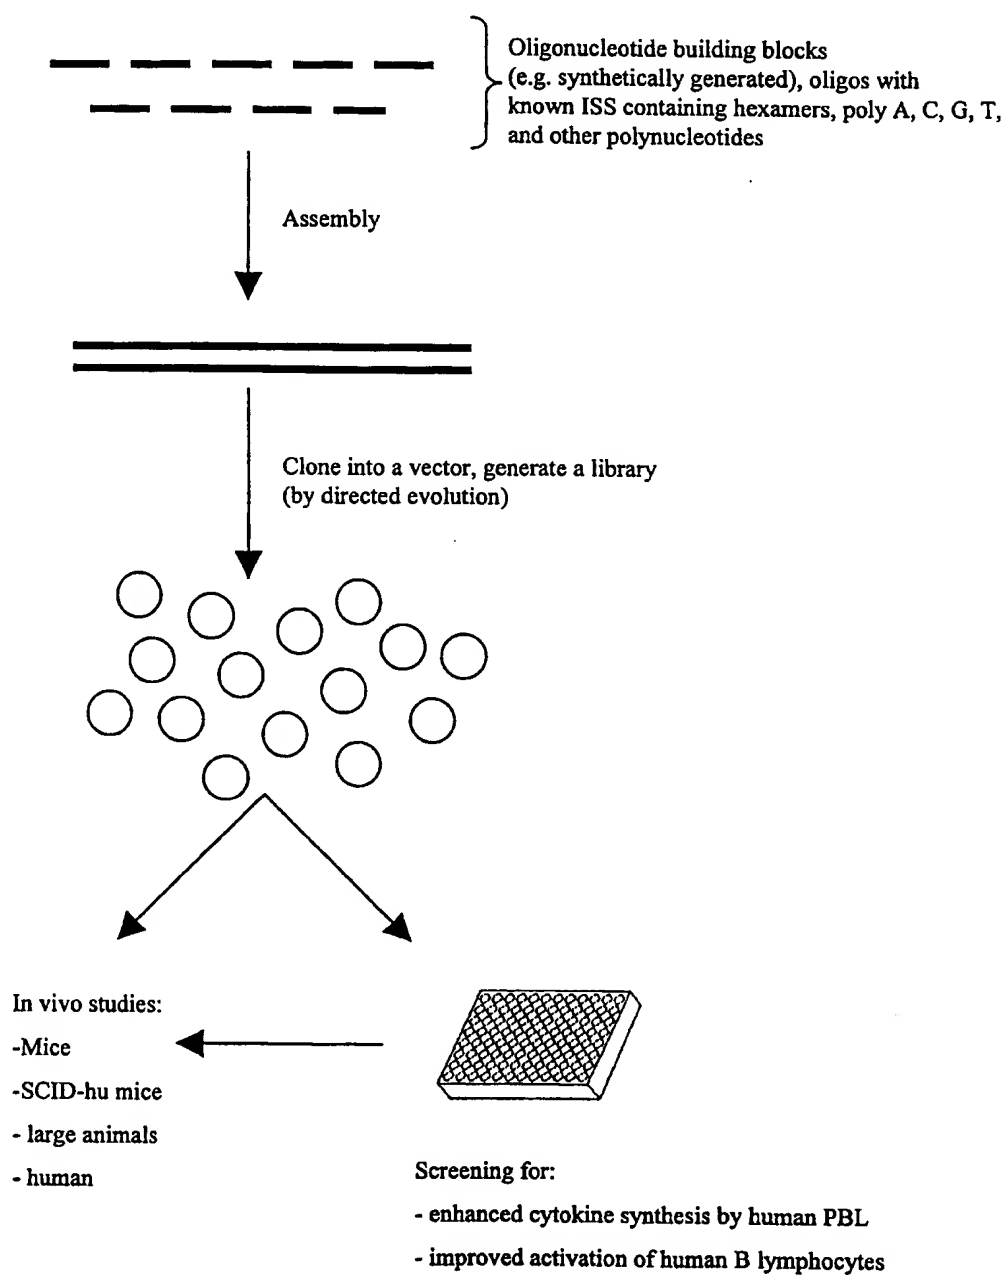 Oligonucleotide building blocks
(e.g. synthetically generated), oligos with
known ISS containing hexamers, poly A, C, G, T,
and other polynucleotides
Assembly
Clone into a vector, generate a library
(by directed evolution)
In vivo studies:
-Mice
-SCID-hu mice
- large animals
- human
Screening for:
- enhanced cytokine synthesis by human PBL
- improved activation of human B lymphocytes